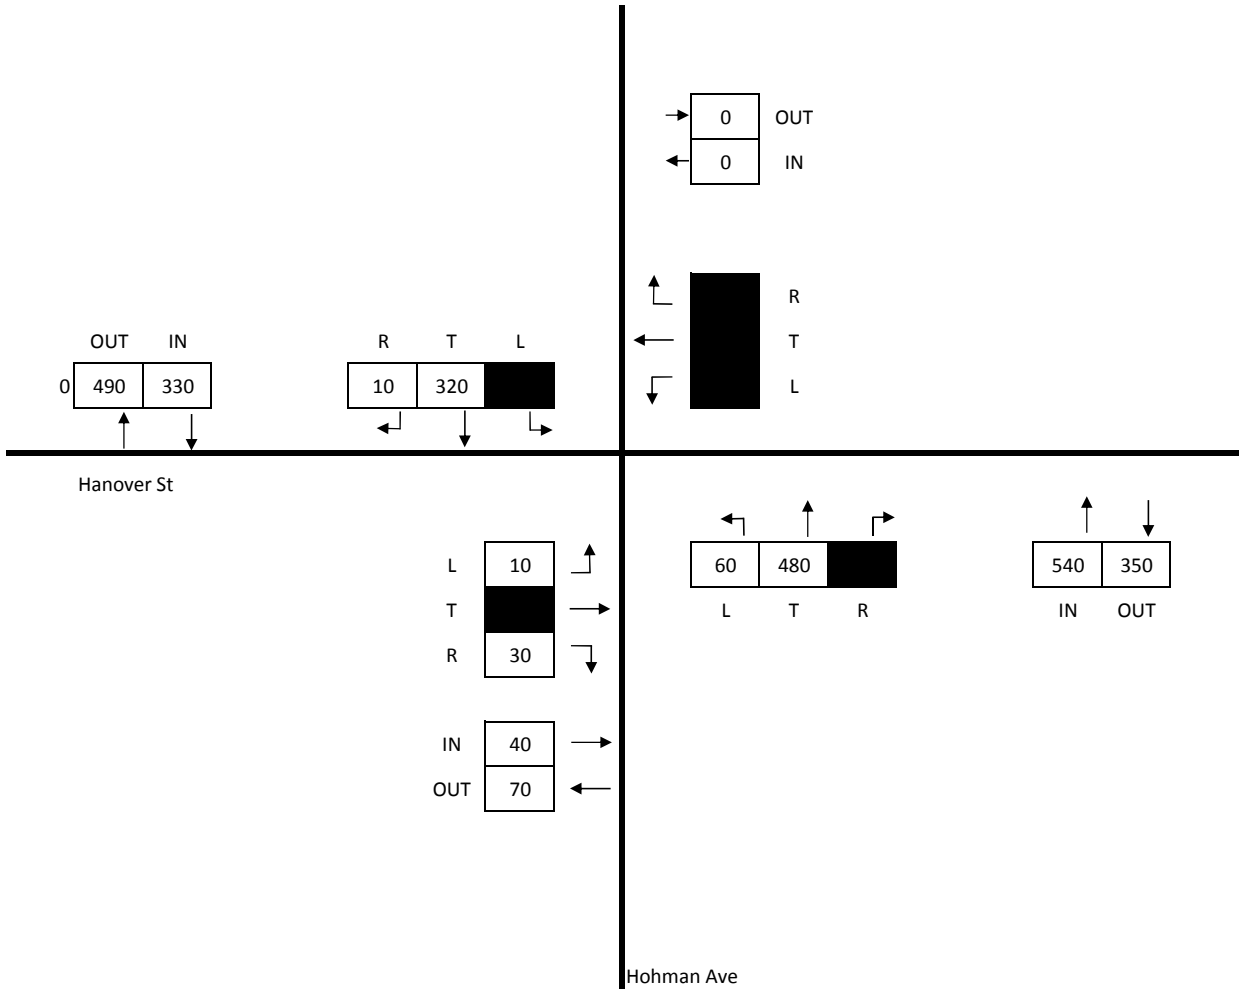 0 OUT
0 IN
R
OUT IN R T L T
0 490 330 10 320 L
Hanover St
L 10 60 480 540 350
T L T R IN OUT
R 30
IN 40
OUT 70
Hohman Ave